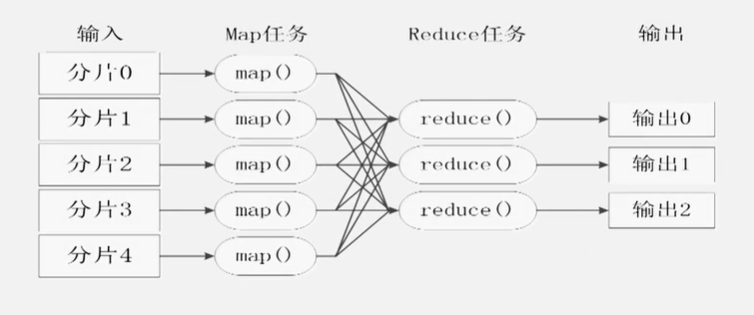 输入 Map任务 Reduce任务 输出
分片0 map()
分片1 map() reduce() 输出0
分片2 map() reduce() 输出1
分片3 map() reduce() 输出2
分片4 map()